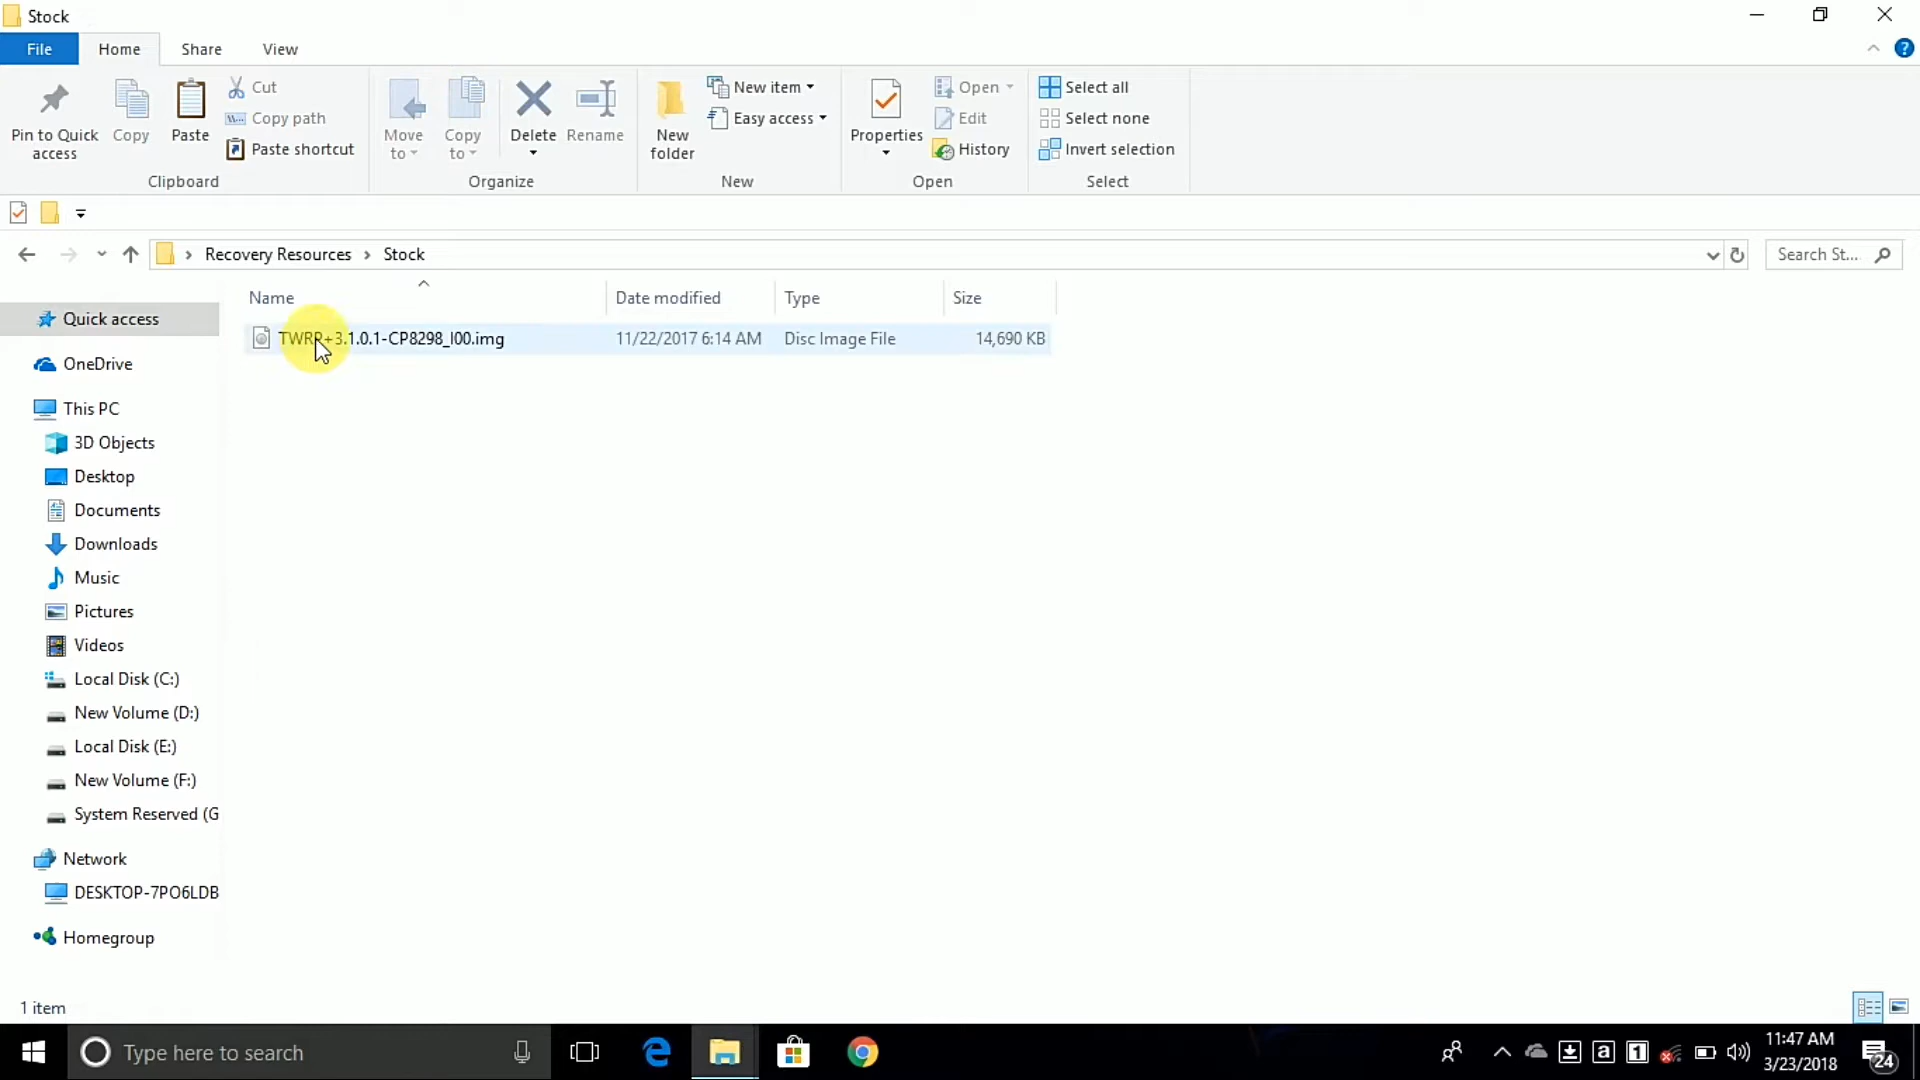 Stock
File
Home
Share
View
Pin to Quick access
Copy
Paste
Cut
Copy path
Paste shortcut
Clipboard
Move to
Copy to
Delete
Rename
Organize
New folder
New item
Easy access
New
Properties
Open
Edit
History
Open
Select all
Select none
Invert selection
Select
Recovery Resources
Stock
Search St...
Name
Date modified
Type
Size
TWRP+3.1.0.1-CP8298_I00.img
11/22/2017 6:14 AM
Disc Image File
14,690 KB
Quick access
OneDrive
This PC
3D Objects
Desktop
Documents
Downloads
Music
Pictures
Videos
Local Disk (C:)
New Volume (D:)
Local Disk (E:)
New Volume (F:)
System Reserved (G
Network
DESKTOP-7PO6LDB
Homegroup
1 item
Type here to search
a
1
11:47 AM
3/23/2018
24